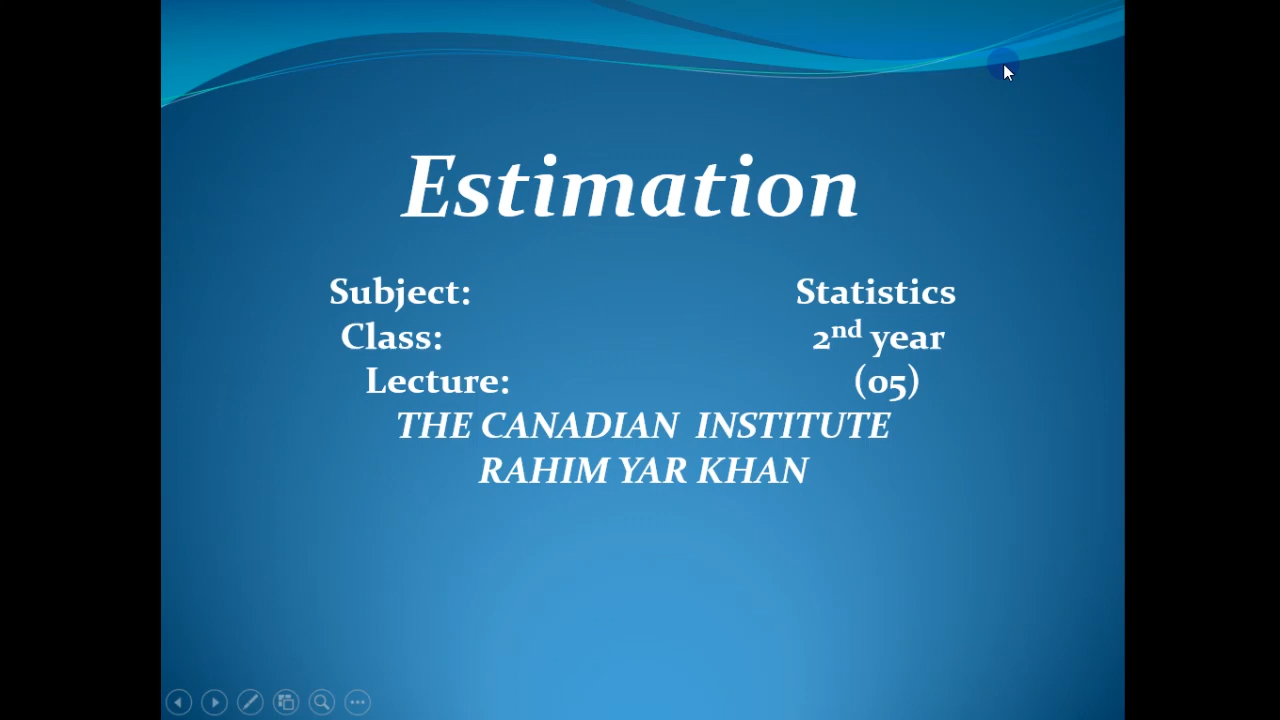 Estimation
Subject: Statistics
Class: 2nd year
Lecture: (05)
THE CANADIAN INSTITUTE
RAHIM YAR KHAN